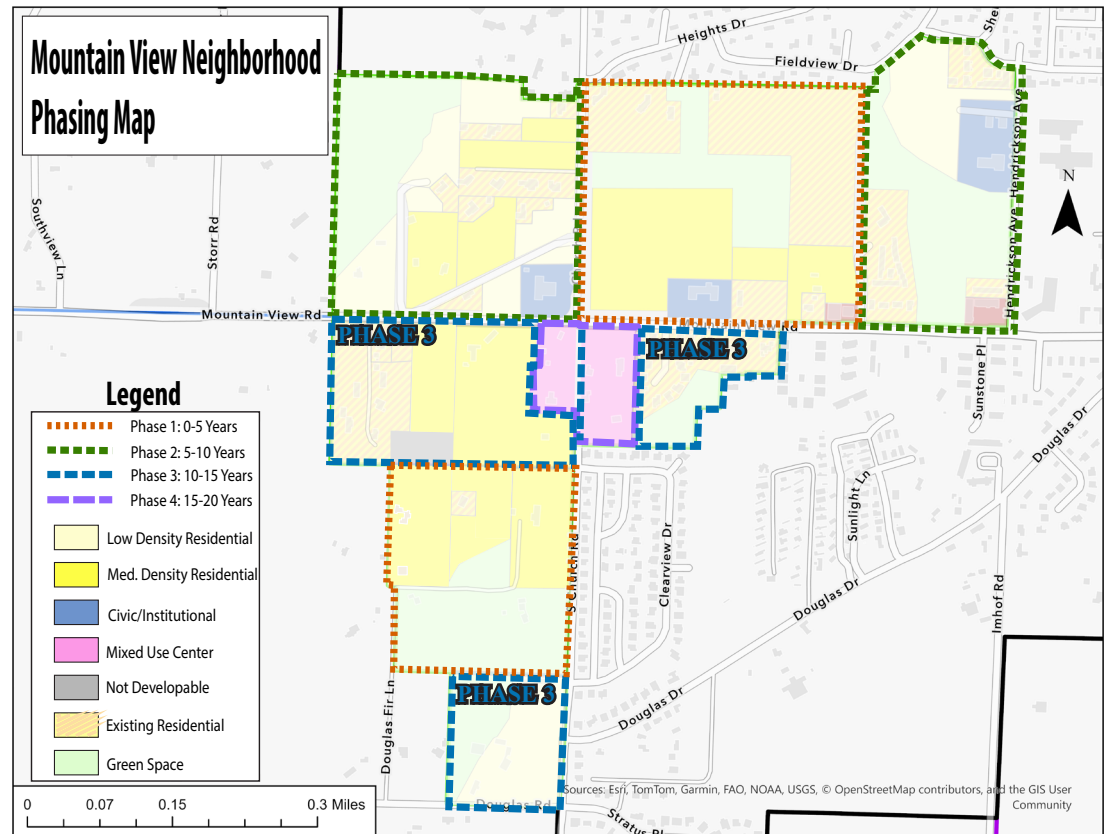 Mountain View Neighborhood
Phasing Map
Heights Dr
Fieldview Dr
Hendrickson Ave
Hendrickson Ave
N
Southview Ln
Storr Rd
Mountain View Rd
Rd
PHASE 3
PHASE 3
Sunstone Pl
Legend
Phase 1: 0-5 Years
Phase 2: 5-10 Years
Phase 3: 10-15 Years
Phase 4: 15-20 Years
Low Density Residential
Med. Density Residential
Civic/Institutional
Mixed Use Center
Not Developable
Existing Residential
Green Space
S Church Rd
Clearview Dr
Sunlight Ln
Douglas Dr
Douglas Dr
Douglas Dr
Imhof Rd
Douglas Fir Ln
PHASE 3
Douglas Rd
0 0.07 0.15 0.3 Miles
Sources: Esri, TomTom, Garmin, FAO, NOAA, USGS, © OpenStreetMap contributors, and the GIS User
Community